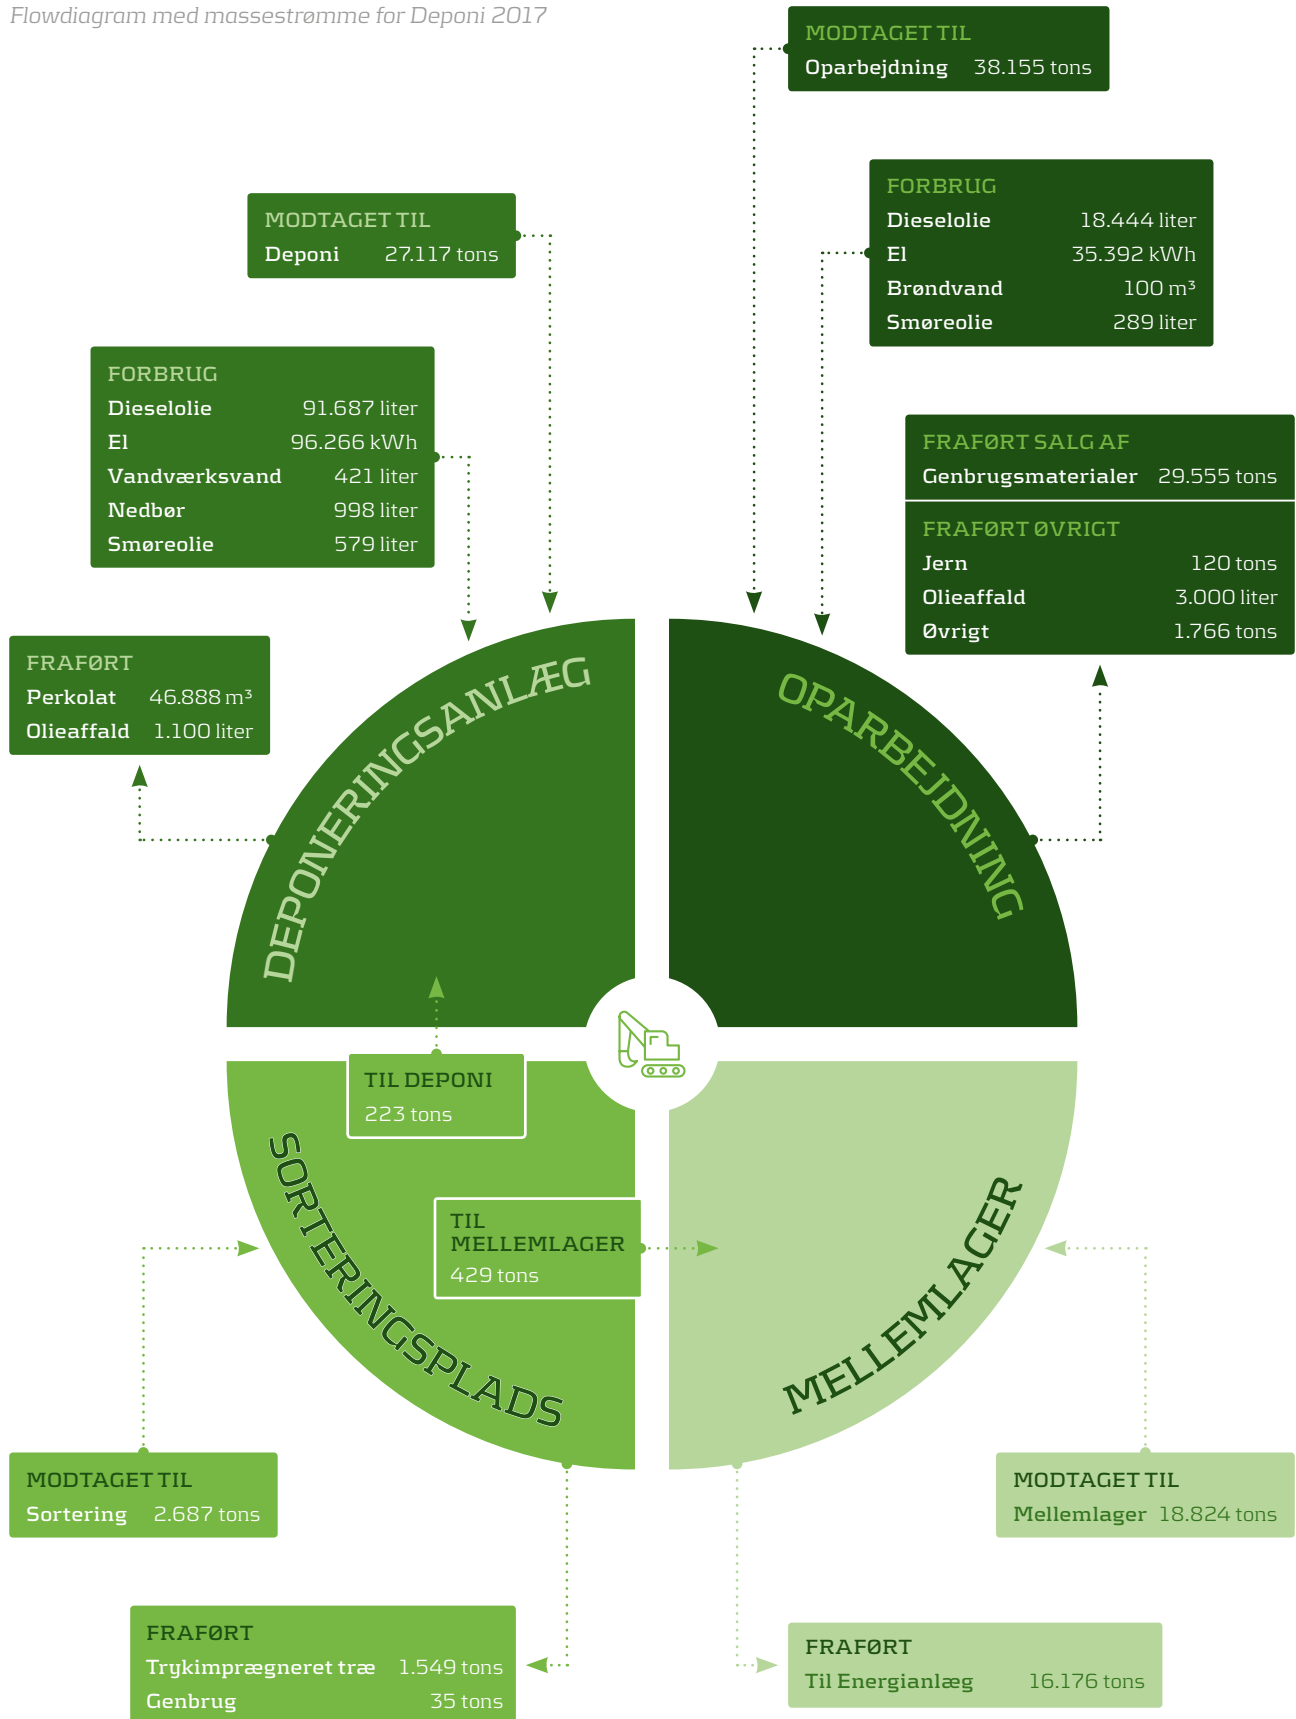 Flowdiagram med massestrømme for Deponi 2017
MODTAGET TIL
Oparbejdning 38.155 tons
FORBRUG
Dieselolie 18.444 liter
El 35.392 kWh
Brøndvand 100 m³
Smøreolie 289 liter
MODTAGET TIL
Deponi 27.117 tons
FORBRUG
Dieselolie 91.687 liter
El 96.266 kWh
Vandværksvand 421 liter
Nedbør 998 liter
Smøreolie 579 liter
FRAFØRT SALG AF
Genbrugsmaterialer 29.555 tons
FRAFØRT ØVRIGT
Jern 120 tons
Olieaffald 3.000 liter
Øvrigt 1.766 tons
FRAFØRT
Perkolat 46.888 m³
Olieaffald 1.100 liter
DEPONERINGSANLÆG
OPARBEJDNING
TIL DEPONI
223 tons
SORTERINGSPLADS
TIL
MELLEMLAGER
429 tons
MELLEMLAGER
MODTAGET TIL
Sortering 2.687 tons
MODTAGET TIL
Mellemlager 18.824 tons
FRAFØRT
Trykimprægneret træ 1.549 tons
Genbrug 35 tons
FRAFØRT
Til Energianlæg 16.176 tons